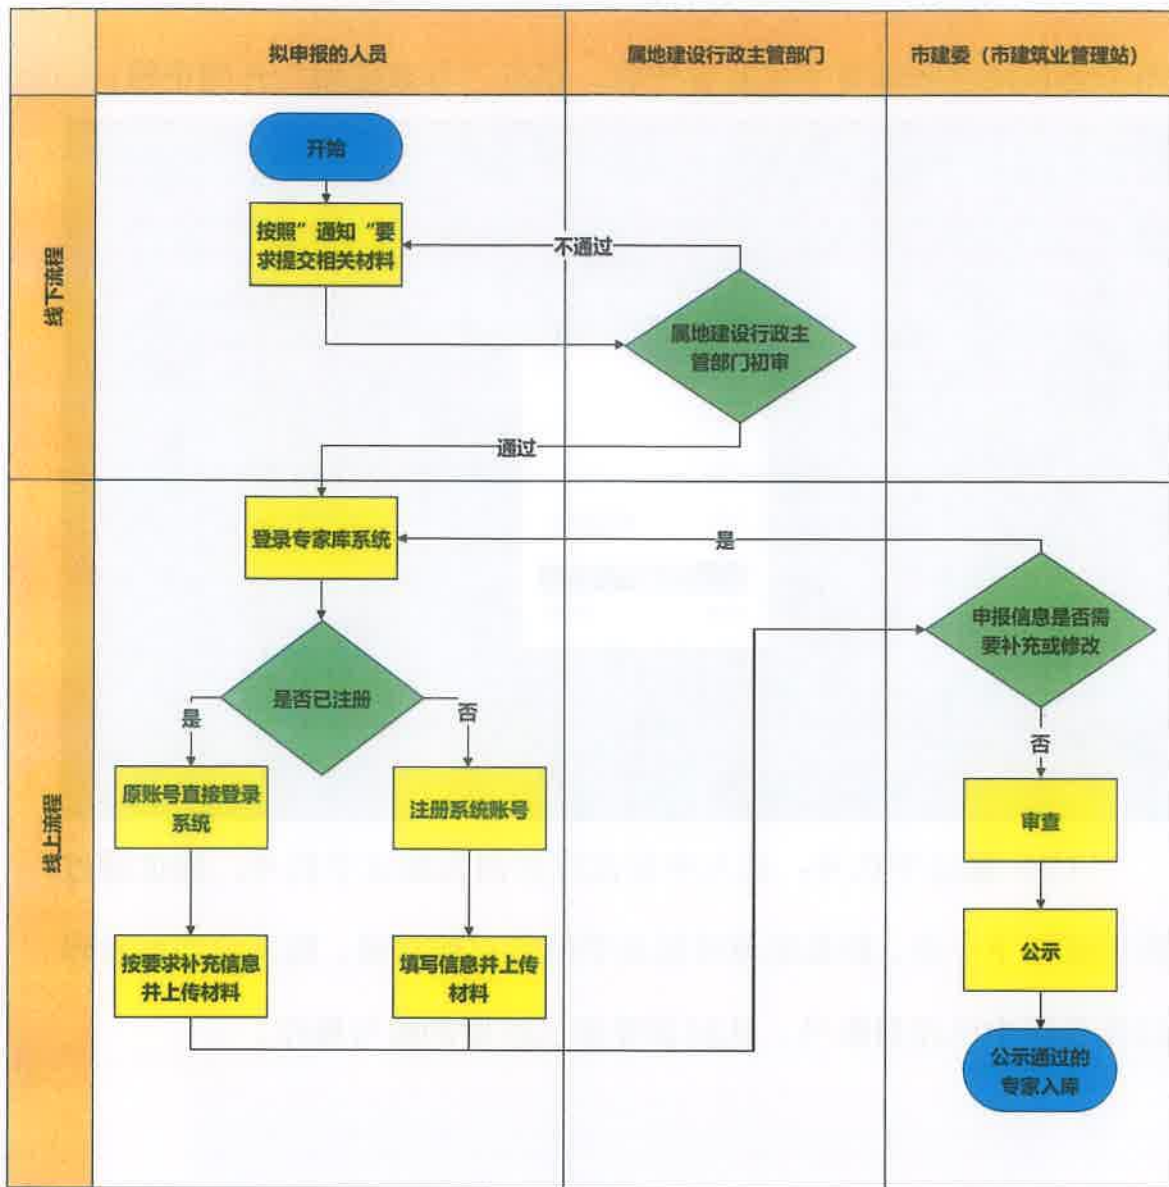 拟申报的人员
属地建设行政主管部门
市建委（市建筑业管理站）
线下流程
开始
按照”通知“要
求提交相关材料
不通过
属地建设行政主
管部门初审
通过
线上流程
登录专家库系统
是
申报信息是否需
要补充或修改
是否已注册
是
否
否
原账号直接登录
系统
注册系统账号
审查
按要求补充信息
并上传材料
填写信息并上传
材料
公示
公示通过的
专家入库